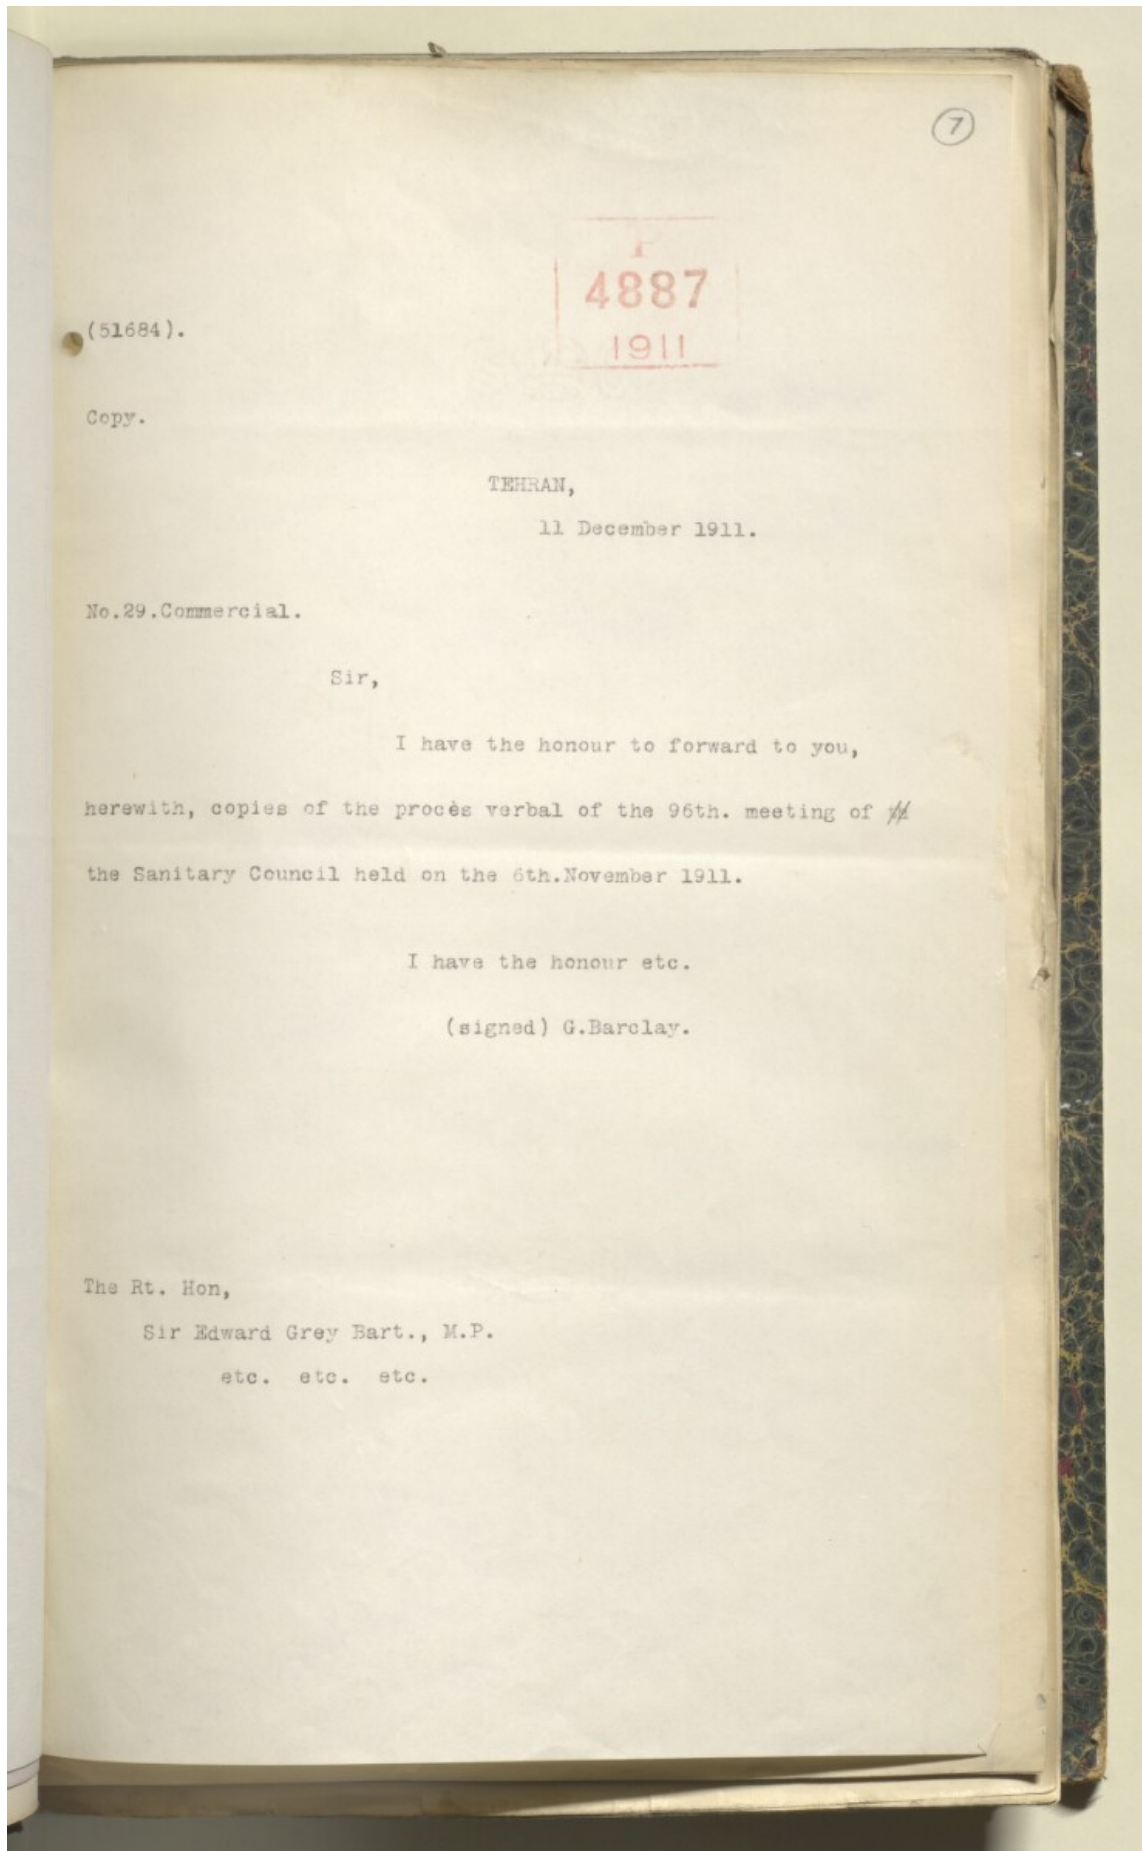 7
P
4887
1911
(51684).
Copy.
TEHRAN,
11 December 1911.
No.29.Commercial.
Sir,
I have the honour to forward to you,
herewith, copies of the procès verbal of the 96th. meeting of
the Sanitary Council held on the 6th.November 1911.
I have the honour etc.
(signed) G.Barclay.
The Rt. Hon,
Sir Edward Grey Bart., M.P.
etc. etc. etc.